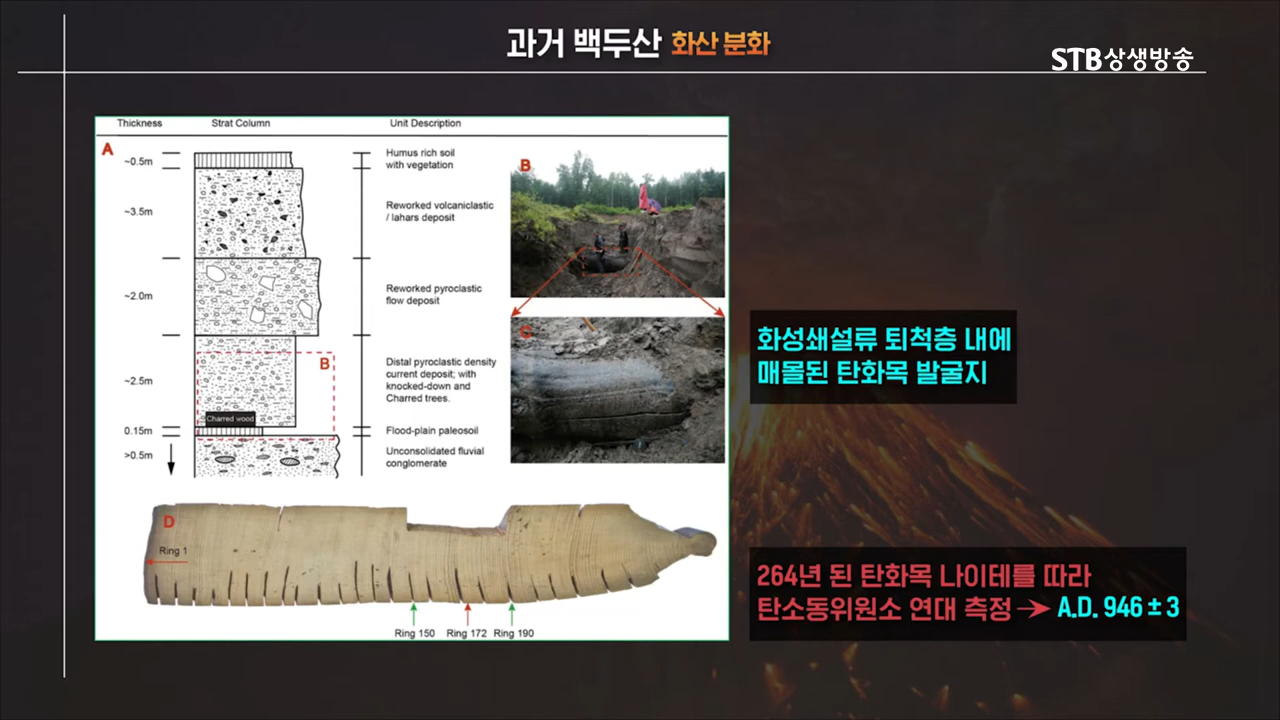 과거 백두산 화산 분화
STB상생방송
Thickness Strat Column Unit Description
A
~0.5m
Humus rich soil
with vegetation
~3.5m
Reworked volcaniclastic
/ lahars deposit
~2.0m
Reworked pyroclastic
flow deposit
B
~2.5m
Distal pyroclastic density
current deposit; with
knocked-down and
Charred trees.
Charred wood
0.15m
Flood-plain paleosoil
>0.5m
Unconsolidated fluvial
conglomerate
B
C
D
Ring 1
Ring 150 Ring 172 Ring 190
화성쇄설류 퇴적층 내에
매몰된 탄화목 발굴지
264년 된 탄화목 나이테를 따라
탄소동위원소 연대 측정 → A.D. 946 ± 3